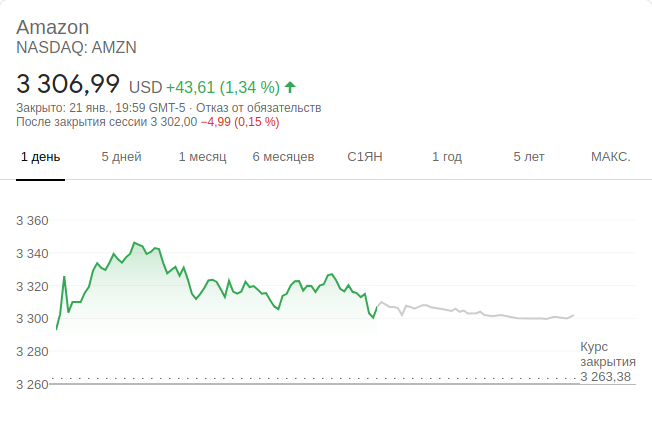 Amazon
NASDAQ: AMZN
3 306,99 USD +43,61 (1,34 %)
Закрыто: 21 янв., 19:59 GMT-5 · Отказ от обязательств
После закрытия сессии 3 302,00 −4,99 (0,15 %)
1 день 5 дней 1 месяц 6 месяцев С1ЯН 1 год 5 лет МАКС.
3 360
3 340
3 320
3 300
3 280
3 260
Курс
закрытия
3 263,38